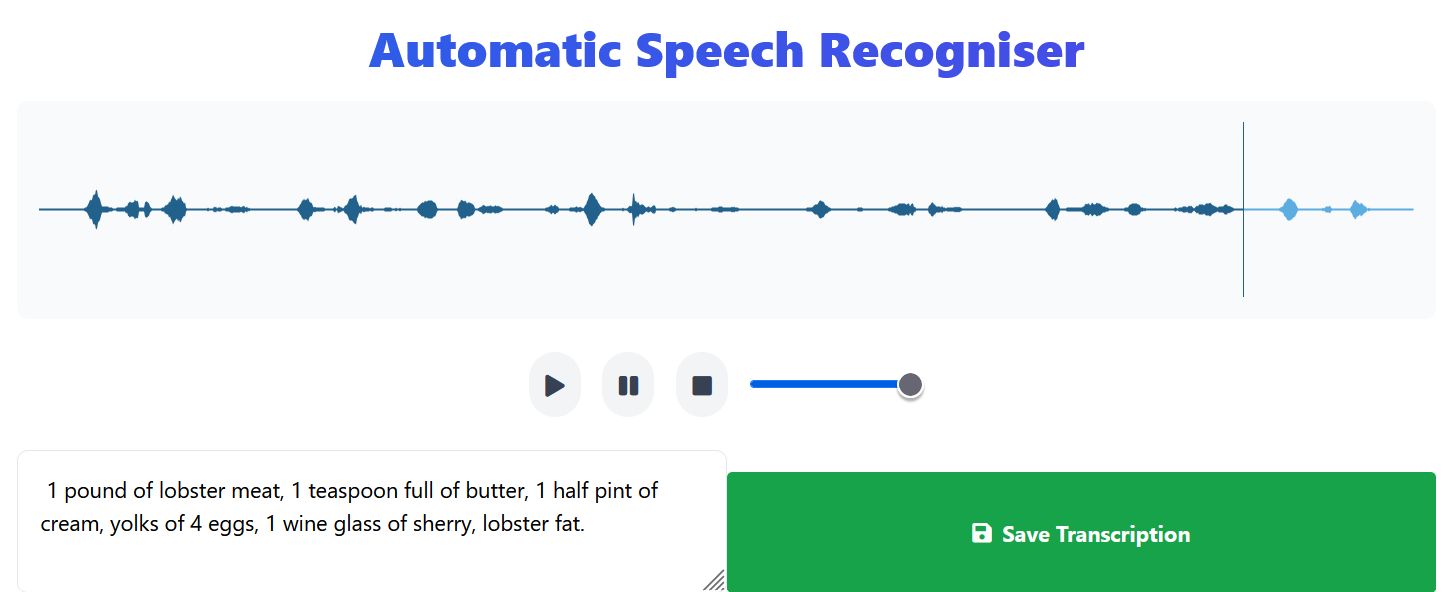 Automatic Speech Recogniser
1 pound of lobster meat, 1 teaspoon full of butter, 1 half pint of
cream, yolks of 4 eggs, 1 wine glass of sherry, lobster fat.
Save Transcription